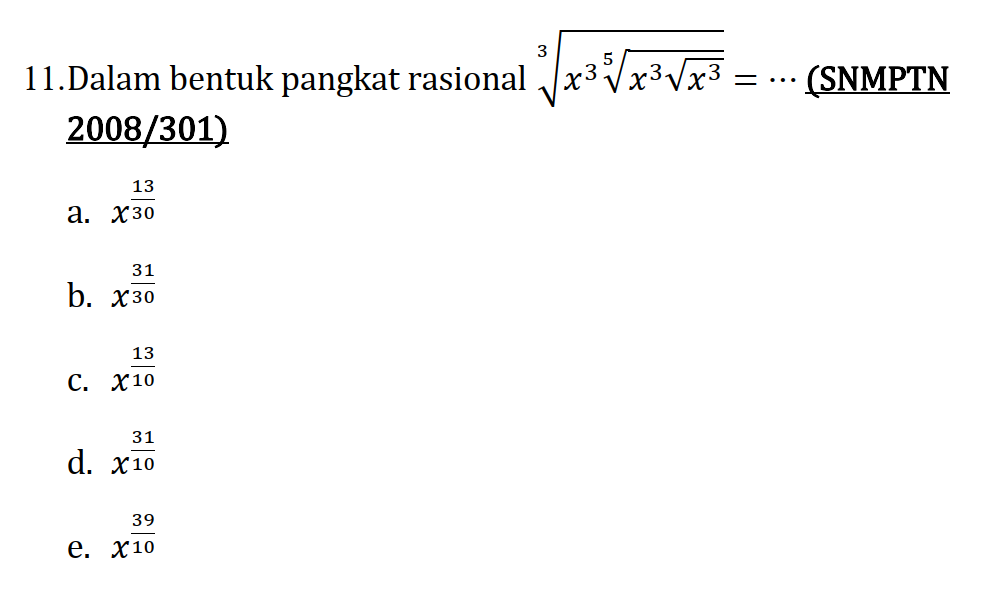 11.Dalam bentuk pangkat rasional $\sqrt[3]{x^3\sqrt[5]{x^3\sqrt{x^3}}}$ = ⋯ (SNMPTN
2008/301)
a. $x^{\frac{13}{30}}$
b. $x^{\frac{31}{30}}$
c. $x^{\frac{13}{10}}$
d. $x^{\frac{31}{10}}$
e. $x^{\frac{39}{10}}$